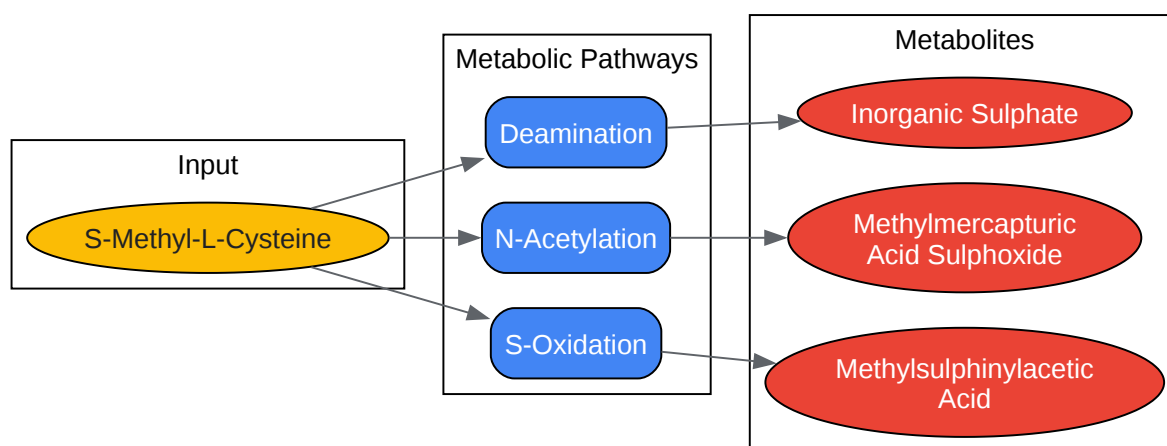 Input
S-Methyl-L-Cysteine
Metabolic Pathways
Deamination
N-Acetylation
S-Oxidation
Metabolites
Inorganic Sulphate
Methylmercapturic
Acid Sulphoxide
Methylsulphinylacetic
Acid